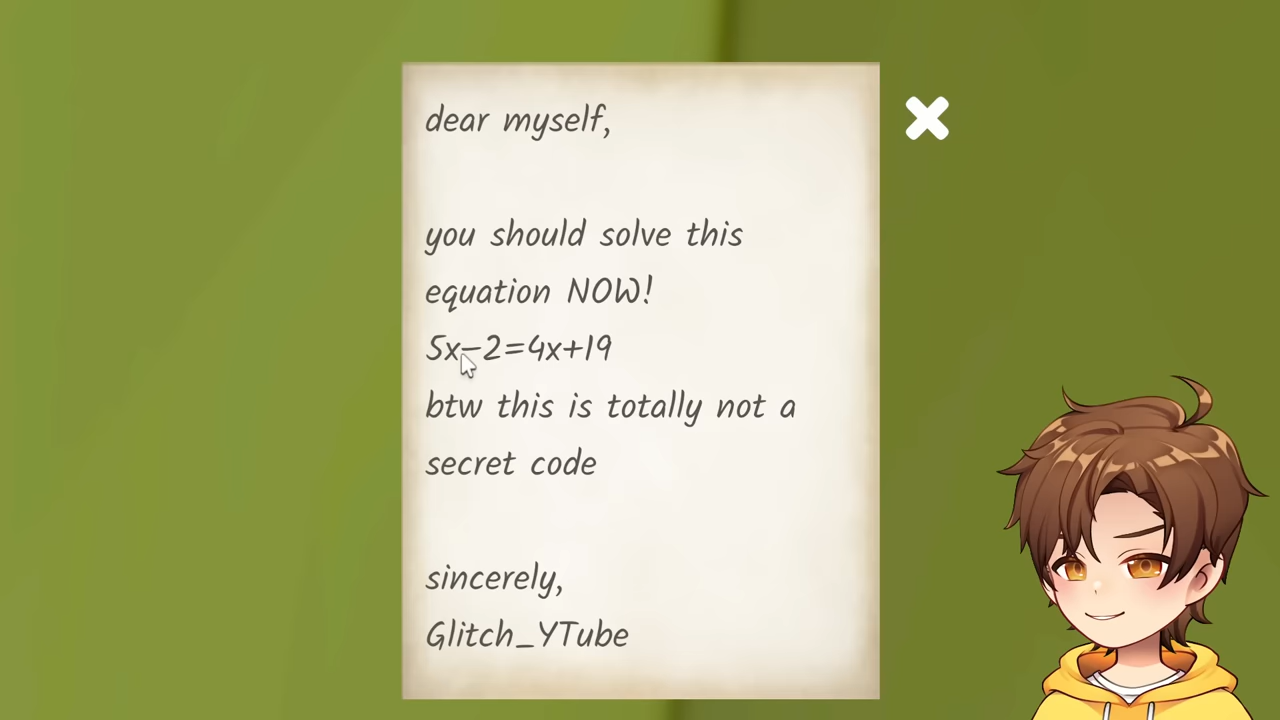 dear myself,
you should solve this
equation NOW!
5x-2=4x+19
btw this is totally not a
secret code
sincerely,
Glitch_YTube